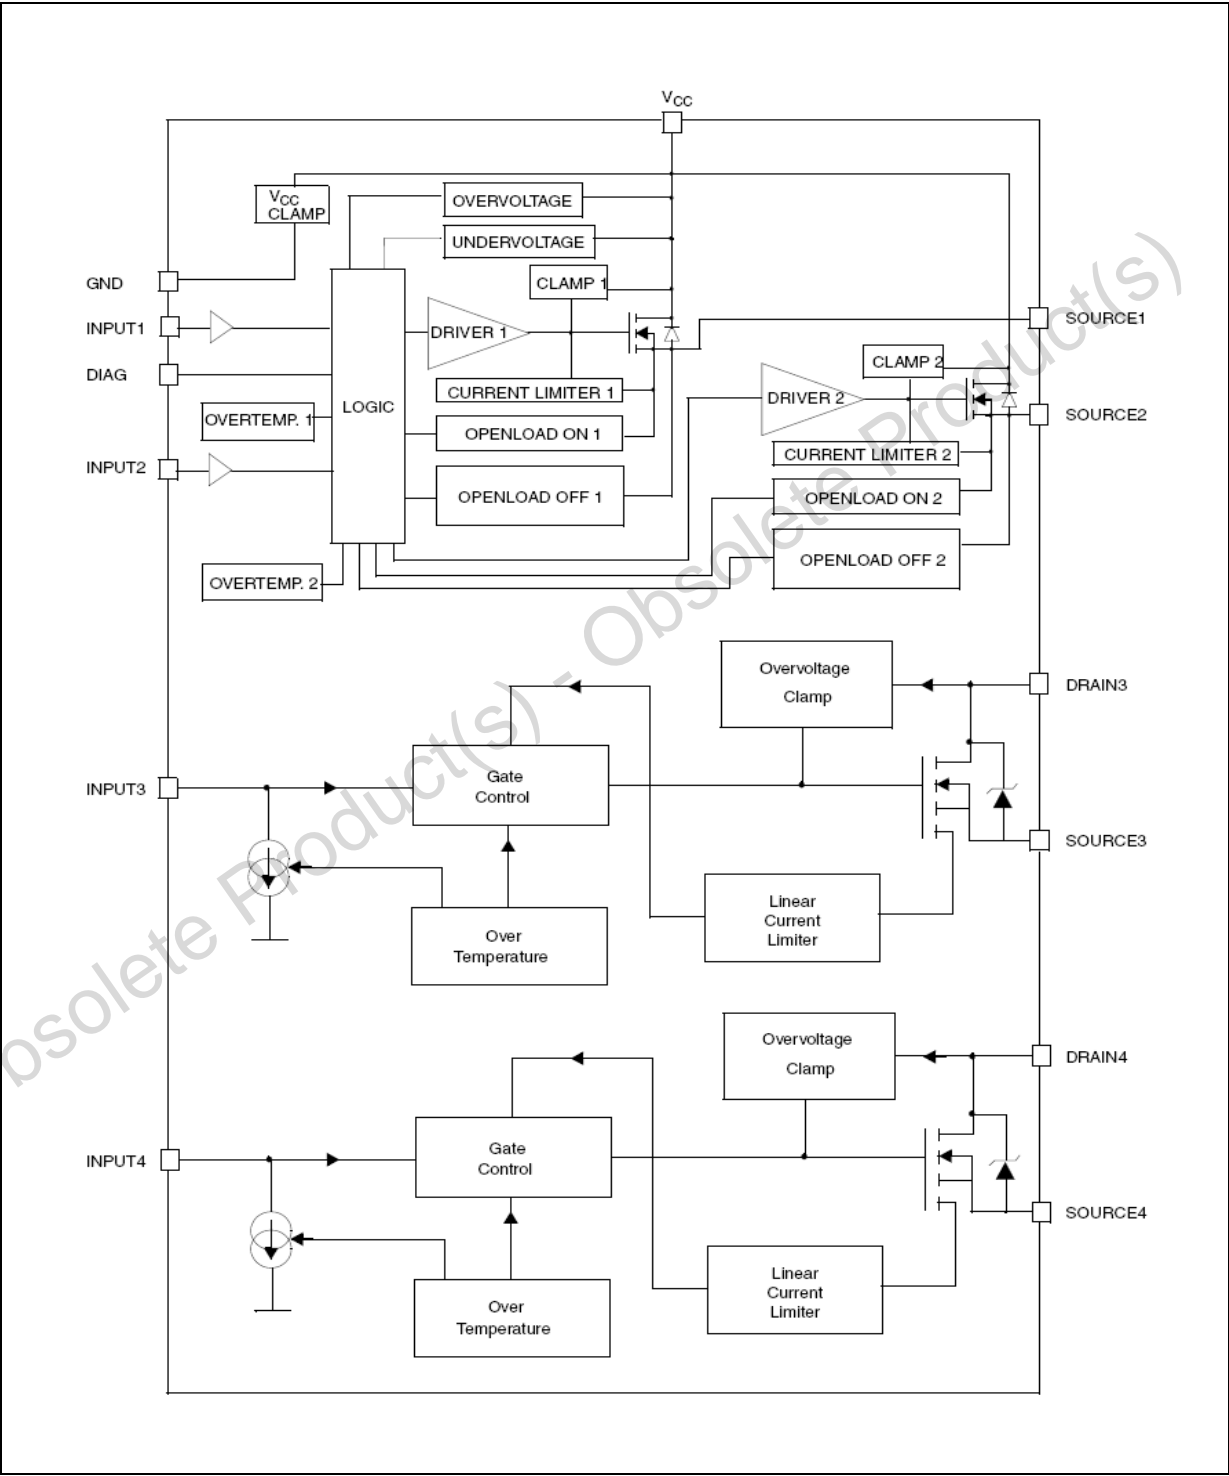 VCC
VCC
CLAMP
OVERVOLTAGE
UNDERVOLTAGE
GND
CLAMP 1
INPUT1
DRIVER 1
SOURCE1
DIAG
CLAMP 2
CURRENT LIMITER 1
DRIVER 2
LOGIC
OVERTEMP. 1
SOURCE2
OPENLOAD ON 1
INPUT2
CURRENT LIMITER 2
OPENLOAD OFF 1
OPENLOAD ON 2
OPENLOAD OFF 2
OVERTEMP. 2
Overvoltage
Clamp
DRAIN3
Gate
Control
INPUT3
SOURCE3
Linear
Current
Limiter
Over
Temperature
Overvoltage
Clamp
DRAIN4
Gate
Control
INPUT4
SOURCE4
Linear
Current
Limiter
Over
Temperature
bsolete Product(s) - Obsolete Product(s)